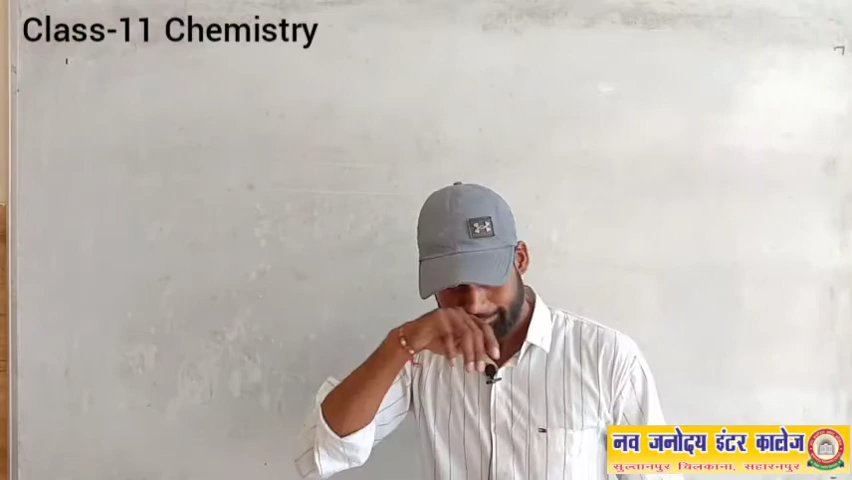 Class-11 Chemistry
नव जनोदय इंटर कालेज
सुल्तानपुर चिलकाना, सहारनपुर